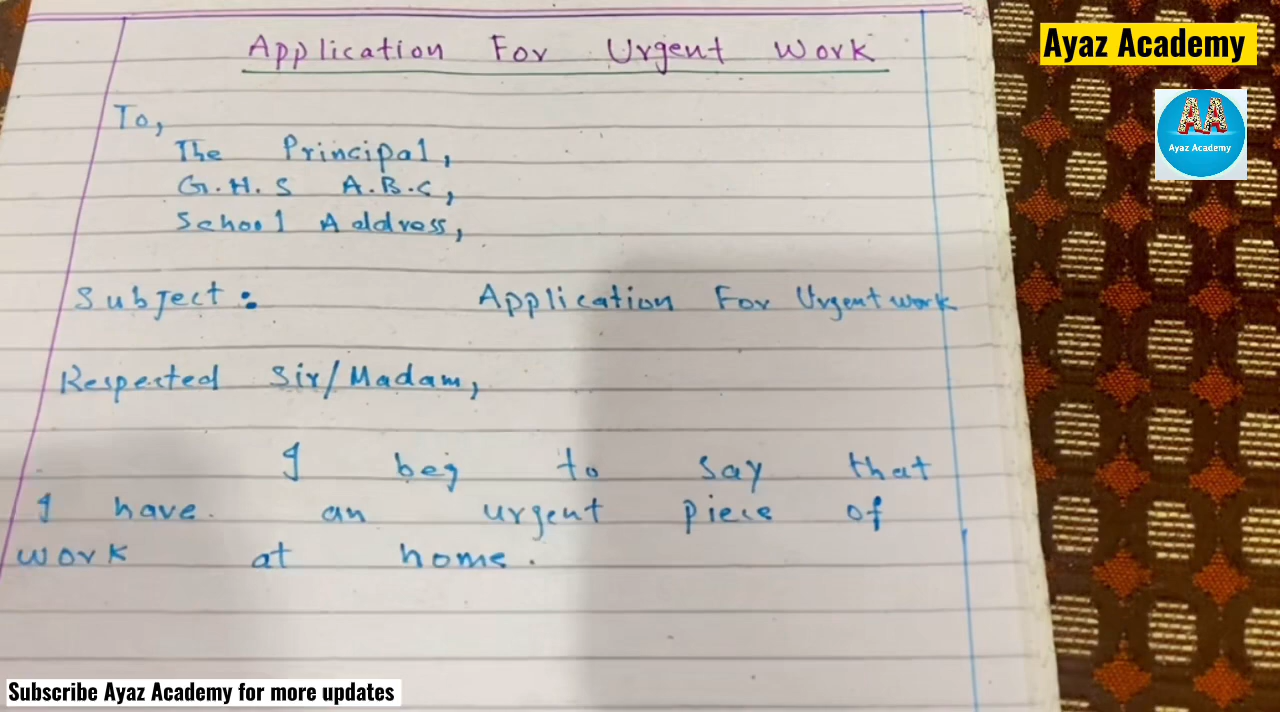 Application For Urgent Work
To,
The Principal,
G.H.S A.B.C,
School Address,
Subject: Application For Urgent work
Respected Sir/Madam,
I beg to say that
I have an urgent piece of
work at home.
Ayaz Academy
AA
Ayaz Academy
Subscribe Ayaz Academy for more updates